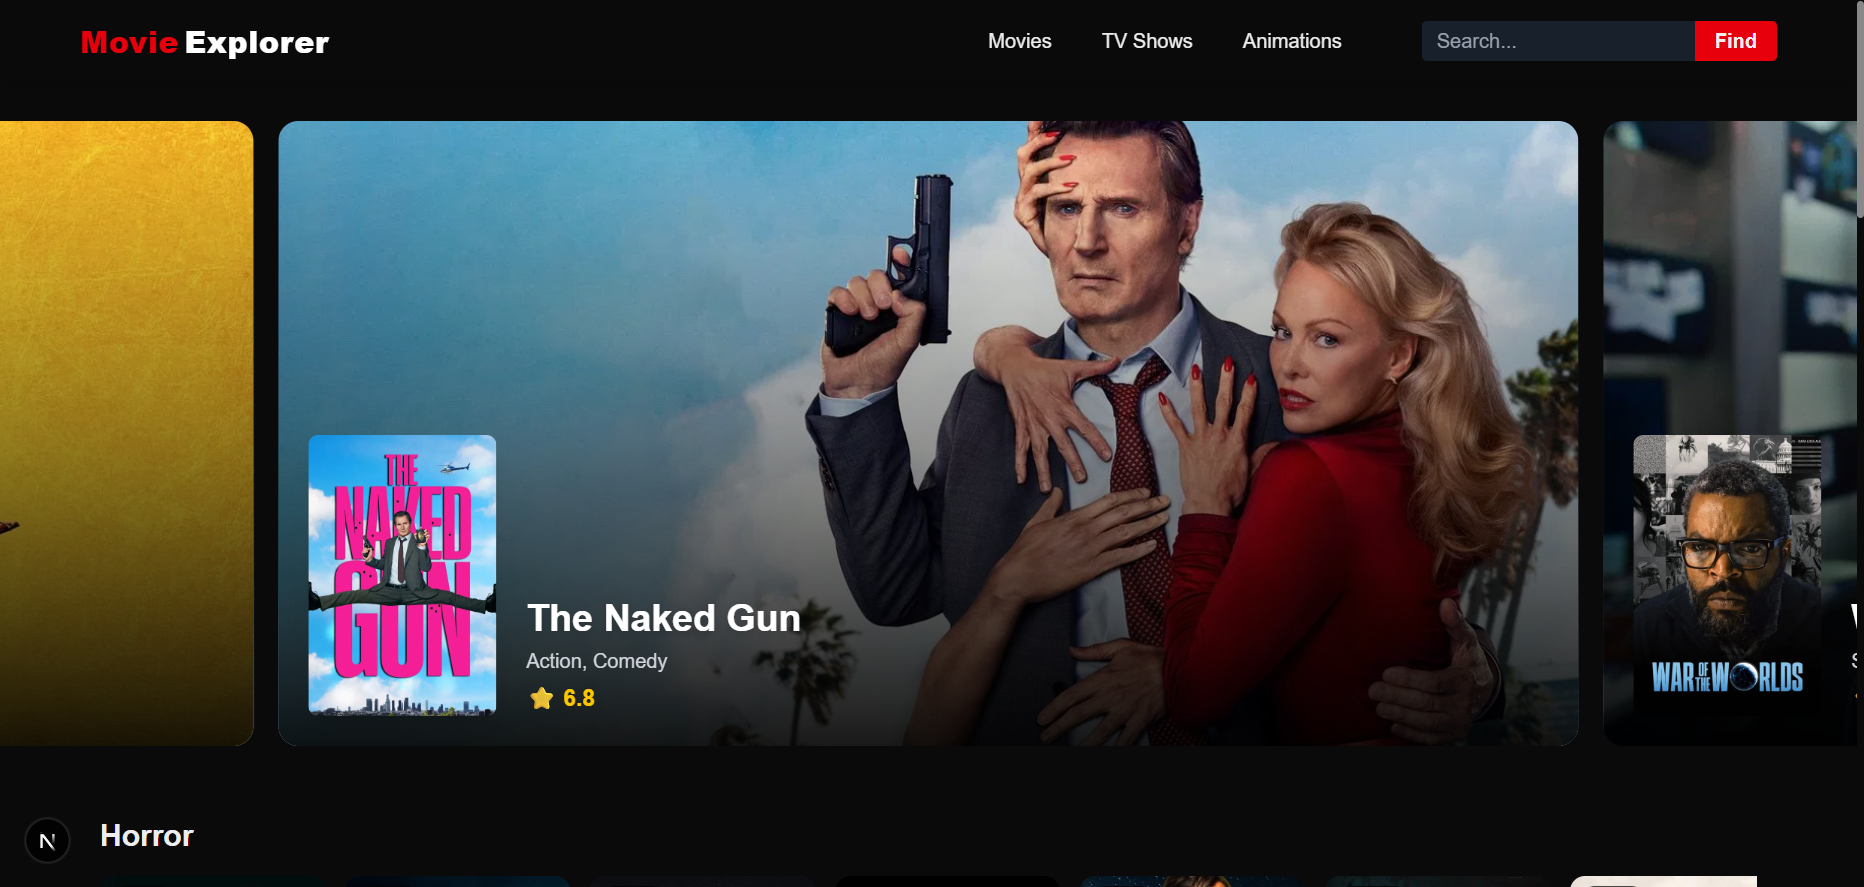 Movie Explorer
Movies
TV Shows
Animations
Search...
Find
THE
NAKED
GUN
The Naked Gun
Action, Comedy
6.8
WAR OF THE WORLDS
N
Horror